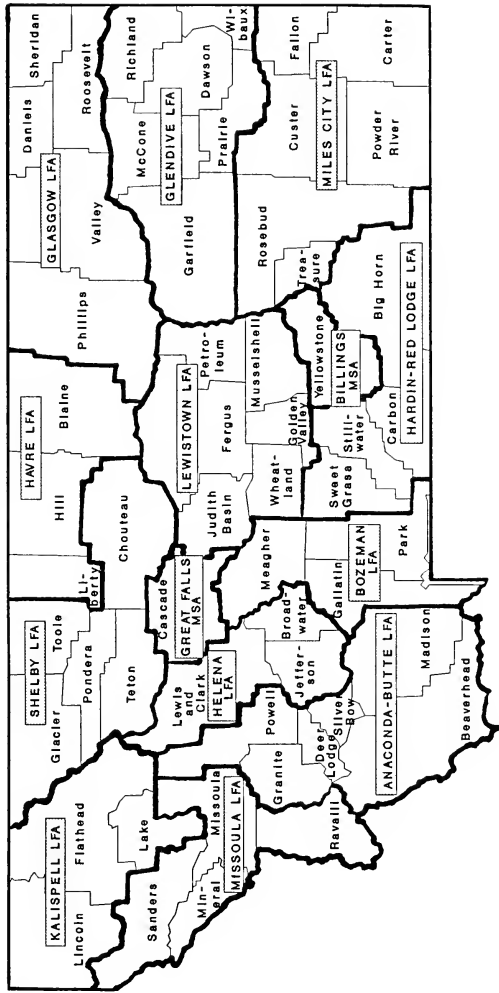 KALISPELL LFA
Lincoln
Flathead
Lake
Sanders
Min-
eral
Missoula
MISSOULA LFA
Ravalli
Granite
Powell
Deer
Lodge
Silver
Bow
ANACONDA-BUTTE LFA
Beaverhead
Madison
SHELBY LFA
Glacier
Toole
Pondera
Teton
Li-
berty
Lewis
and
Clark
HELENA
LFA
Jeffer-
son
Broad-
water
Cascade
GREAT FALLS
MSA
Meagher
Gallatin
BOZEMAN
LFA
Park
HAVRE LFA
Hill
Blaine
Chouteau
LEWISTOWN LFA
Judith
Basin
Fergus
Petro-
leum
Wheat-
land
Golden
Valley
Musselshell
Sweet
Grass
Still-
water
Carbon
Yellowstone
BILLINGS
MSA
Big Horn
HARDIN-RED LODGE LFA
GLASGOW LFA
Phillips
Valley
Daniels
Sheridan
Roosevelt
GLENDIVE LFA
Garfield
McCone
Richland
Dawson
Prairie
Wi-
baux
MILES CITY LFA
Rosebud
Trea-
sure
Custer
Fallon
Powder
River
Carter